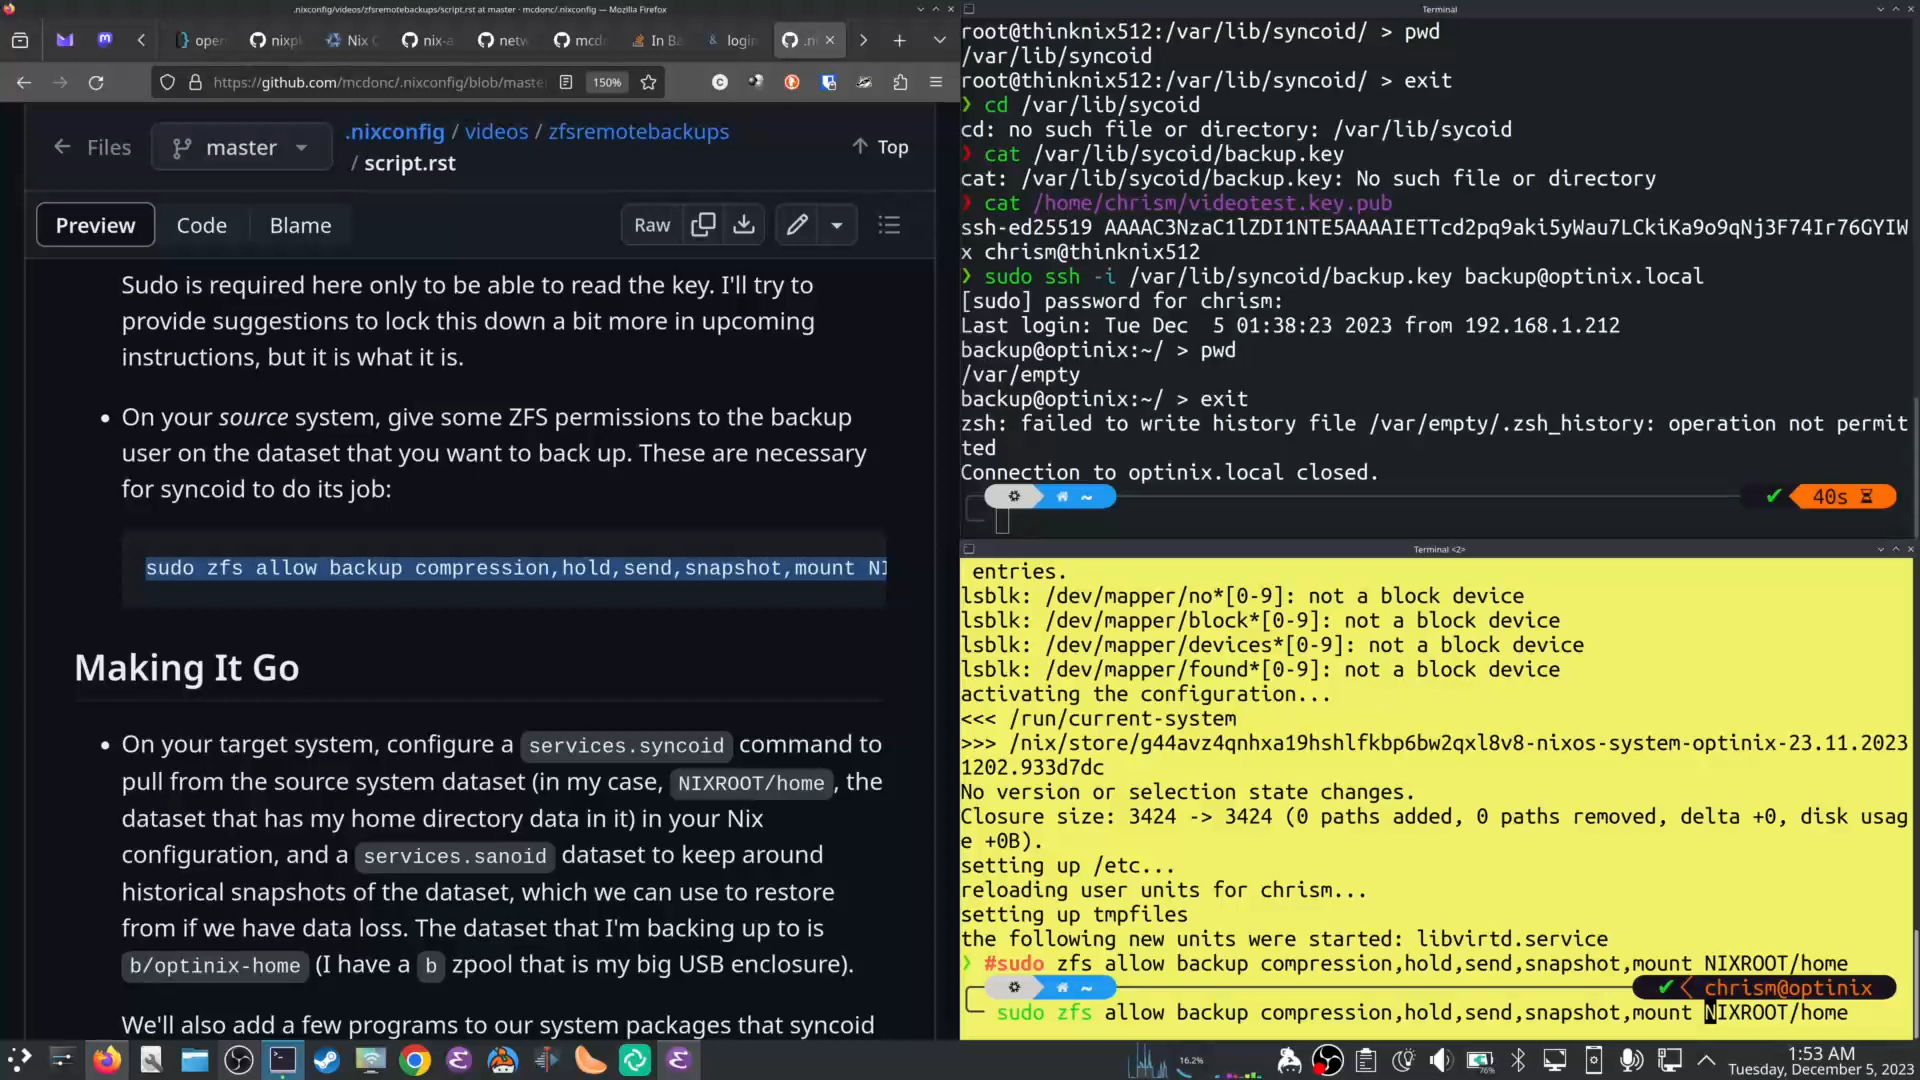 .nixconfig/videos/zfsremotebackups/script.rst at master · mcdonc/.nixconfig — Mozilla Firefox
oper
nixpk
Nix C
nix-a
netw
mcdo
In Ba
login
.ni
https://github.com/mcdonc/.nixconfig/blob/maste
150%
Files
master
.nixconfig / videos / zfsremotebackups
/ script.rst
Top
Preview
Code
Blame
Raw
Sudo is required here only to be able to read the key. I'll try to
provide suggestions to lock this down a bit more in upcoming
instructions, but it is what it is.
• On your source system, give some ZFS permissions to the backup
user on the dataset that you want to back up. These are necessary
for syncoid to do its job:
sudo zfs allow backup compression,hold,send,snapshot,mount NI
Making It Go
• On your target system, configure a services.syncoid command to
pull from the source system dataset (in my case, NIXROOT/home , the
dataset that has my home directory data in it) in your Nix
configuration, and a services.sanoid dataset to keep around
historical snapshots of the dataset, which we can use to restore
from if we have data loss. The dataset that I'm backing up to is
b/optinix-home (I have a b zpool that is my big USB enclosure).
We'll also add a few programs to our system packages that syncoid
Terminal
root@thinknix512:/var/lib/syncoid/ > pwd
/var/lib/syncoid
root@thinknix512:/var/lib/syncoid/ > exit
❯ cd /var/lib/sycoid
cd: no such file or directory: /var/lib/sycoid
❯ cat /var/lib/sycoid/backup.key
cat: /var/lib/sycoid/backup.key: No such file or directory
❯ cat /home/chrism/videotest.key.pub
ssh-ed25519 AAAAC3NzaC1lZDI1NTE5AAAAIETTcd2pq9aki5yWau7LCkiKa9o9qNj3F74Ir76GYIW
x chrism@thinknix512
❯ sudo ssh -i /var/lib/syncoid/backup.key backup@optinix.local
[sudo] password for chrism:
Last login: Tue Dec  5 01:38:23 2023 from 192.168.1.212
backup@optinix:~/ > pwd
/var/empty
backup@optinix:~/ > exit
zsh: failed to write history file /var/empty/.zsh_history: operation not permit
ted
Connection to optinix.local closed.
~
✔ 40s
Terminal <2>
entries.
lsblk: /dev/mapper/no*[0-9]: not a block device
lsblk: /dev/mapper/block*[0-9]: not a block device
lsblk: /dev/mapper/devices*[0-9]: not a block device
lsblk: /dev/mapper/found*[0-9]: not a block device
activating the configuration...
<<< /run/current-system
>>> /nix/store/g44avz4qnhxa19hshlfkbp6bw2qxl8v8-nixos-system-optinix-23.11.2023
1202.933d7dc
No version or selection state changes.
Closure size: 3424 -> 3424 (0 paths added, 0 paths removed, delta +0, disk usag
e +0B).
setting up /etc...
reloading user units for chrism...
setting up tmpfiles
the following new units were started: libvirtd.service
❯ #sudo zfs allow backup compression,hold,send,snapshot,mount NIXROOT/home
~
✔ chrism@optinix
sudo zfs allow backup compression,hold,send,snapshot,mount NIXROOT/home
16.2%
76%
1:53 AM
Tuesday, December 5, 2023